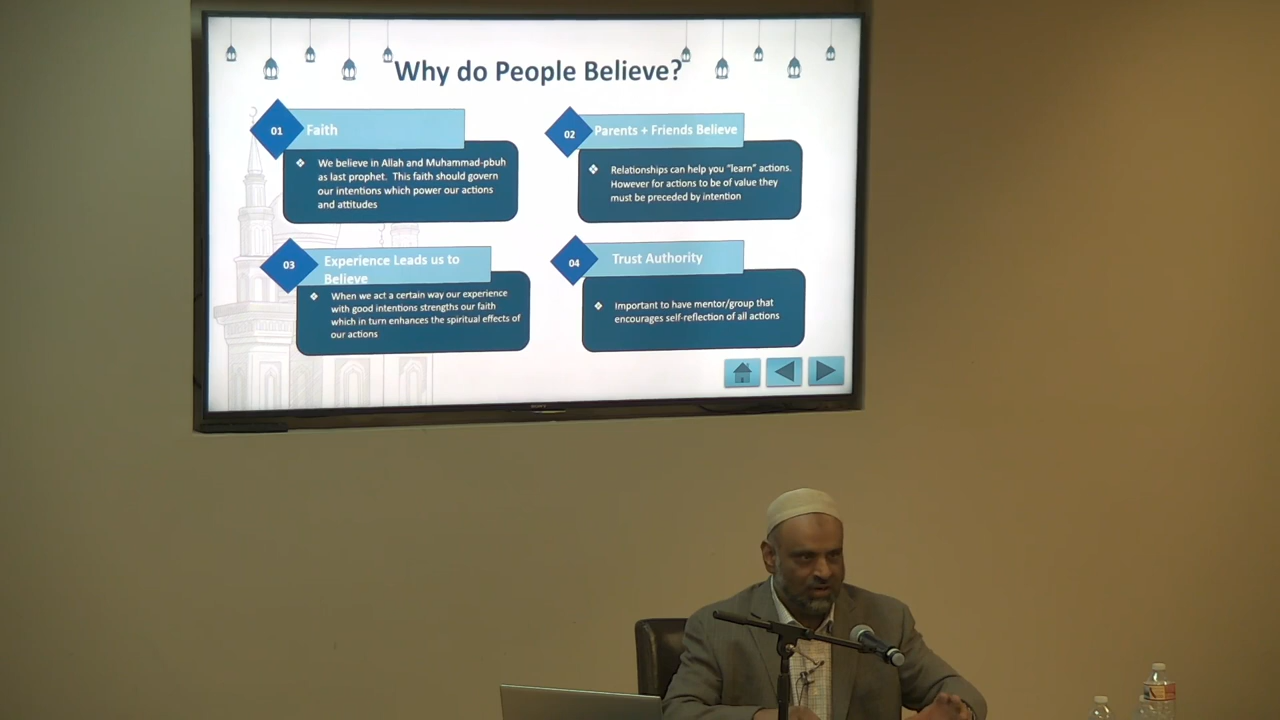 Why do People Believe?
01
Faith
We believe in Allah and Muhammad-pbuh
as last prophet. This faith should govern
our intentions which power our actions
and attitudes
02
Parents + Friends Believe
Relationships can help you "learn" actions.
However for actions to be of value they
must be preceded by intention
03
Experience Leads us to
Believe
When we act a certain way our experience
with good intentions strengths our faith
which in turn enhances the spiritual effects of
our actions
04
Trust Authority
Important to have mentor/group that
encourages self-reflection of all actions
SONY